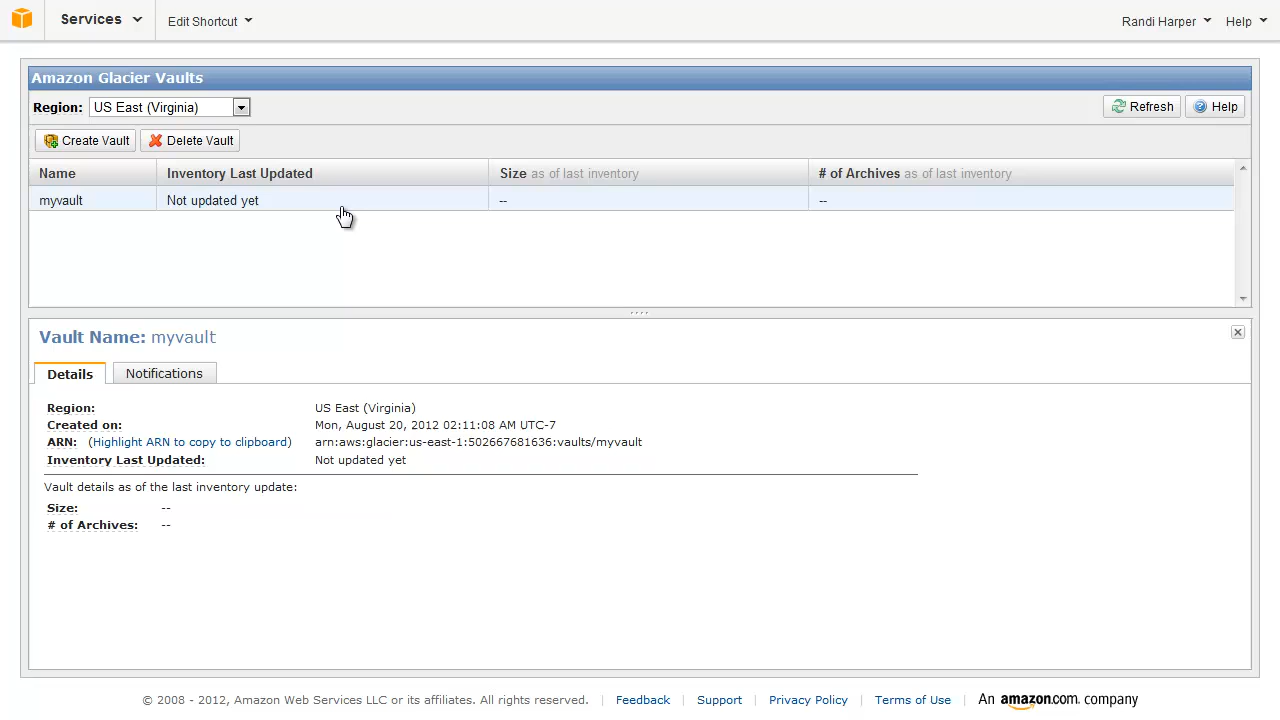 Services Edit Shortcut Randi Harper Help
Amazon Glacier Vaults
Region: US East (Virginia) Refresh Help
Create Vault Delete Vault
Name Inventory Last Updated Size as of last inventory # of Archives as of last inventory
myvault Not updated yet -- --
Vault Name: myvault
Details Notifications
Region: US East (Virginia)
Created on: Mon, August 20, 2012 02:11:08 AM UTC-7
ARN: (Highlight ARN to copy to clipboard) arn:aws:glacier:us-east-1:502667681636:vaults/myvault
Inventory Last Updated: Not updated yet
Vault details as of the last inventory update:
Size: --
# of Archives: --
© 2008 - 2012, Amazon Web Services LLC or its affiliates. All rights reserved. | Feedback | Support | Privacy Policy | Terms of Use | An amazon.com. company